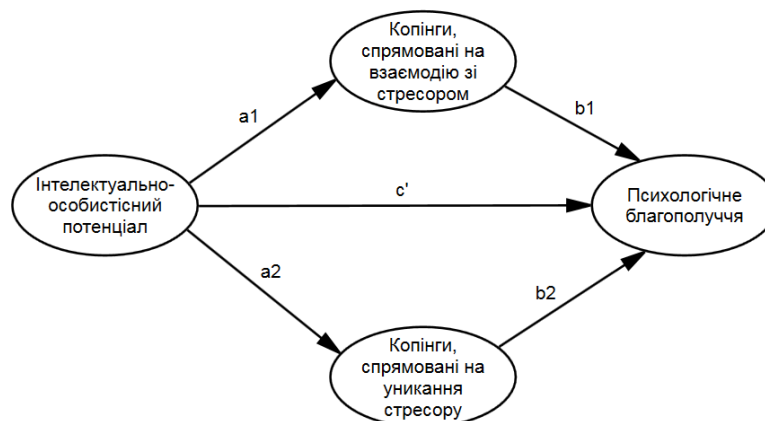 Копінги,
спрямовані на
взаємодію зі
стресором
a1
b1
Інтелектуально-
особистісний
потенціал
c'
Психологічне
благополуччя
a2
b2
Копінги,
спрямовані на
уникання
стресору